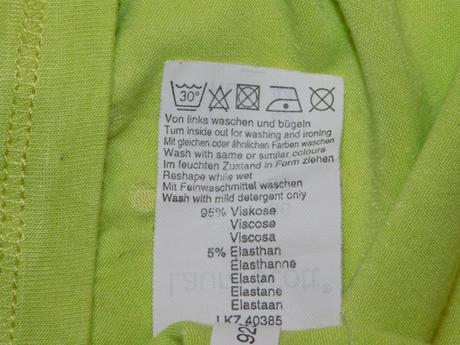 30°
Von links waschen und bügeln
Turn inside out for washing and ironing
Mit gleichen oder ähnlichen Farben waschen
Wash with same or similar colours
Im feuchten Zustand in Form ziehen
Reshape while wet
Mit Feinwaschmittel waschen
Wash with mild detergent only
95% Viskose
Viscose
Viscosa
5% Elasthan
Elasthanne
Elastan
Elastane
Elastaan
LKZ 40385
92